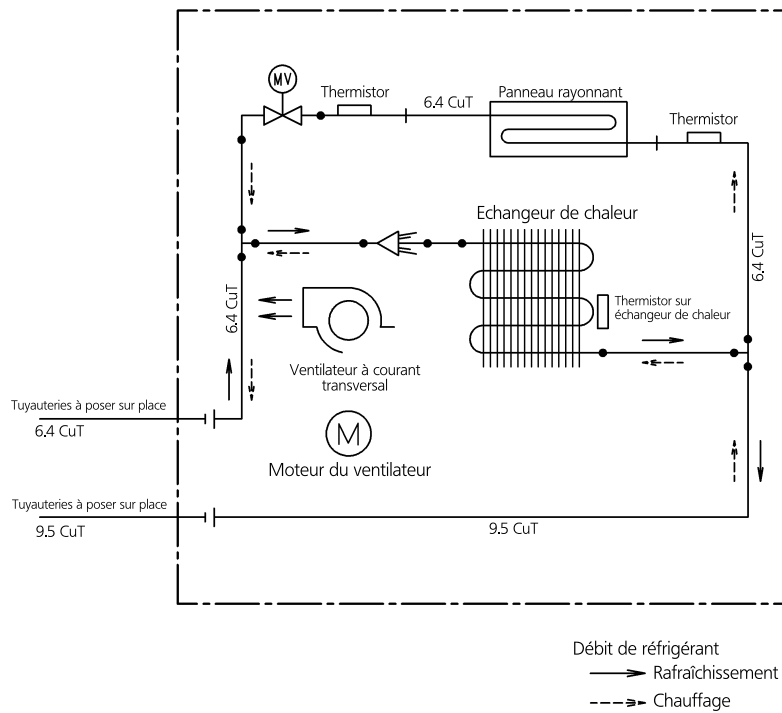 MV
Thermistor
6.4 CuT
Panneau rayonnant
Thermistor
Echangeur de chaleur
6.4 CuT
6.4 CuT
Thermistor sur
échangeur de chaleur
Ventilateur à courant
transversal
Tuyauteries à poser sur place
6.4 CuT
M
Moteur du ventilateur
Tuyauteries à poser sur place
9.5 CuT
9.5 CuT
Débit de réfrigérant
Rafraîchissement
Chauffage